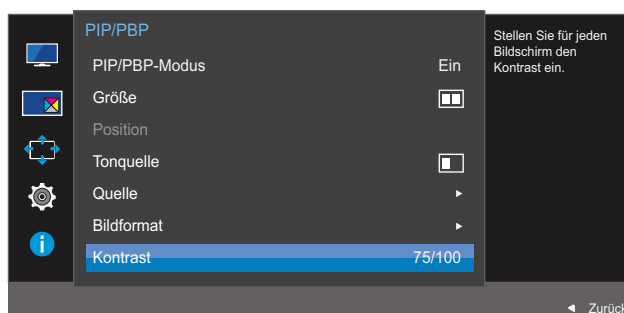 PIP/PBP
PIP/PBP-Modus Ein
Größe
Position
Tonquelle
Quelle
Bildformat
Kontrast 75/100
Stellen Sie für jeden
Bildschirm den
Kontrast ein.
Zurück